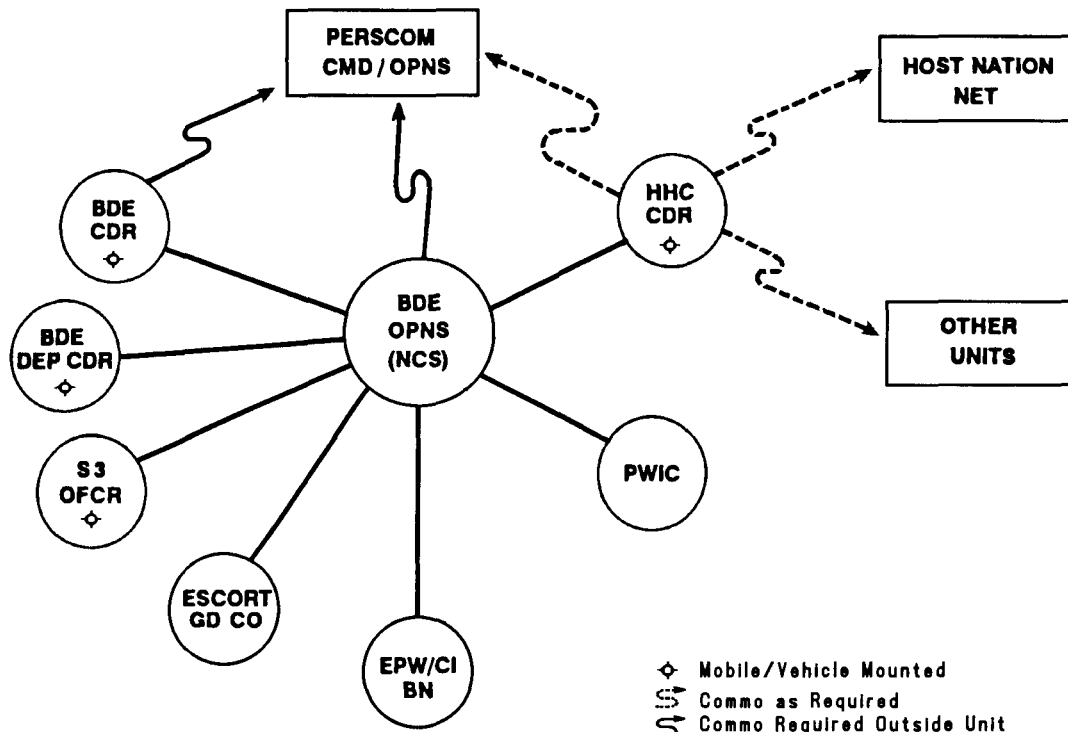 PERSCOM
CMD/OPNS
HOST NATION
NET
BDE
CDR
HHC
CDR
BDE
OPNS
(NCS)
BDE
DEP CDR
OTHER
UNITS
S3
OFCR
PWIC
ESCORT
GD CO
EPW/CI
BN
Mobile/Vehicle Mounted
Commo as Required
Commo Required Outside Unit